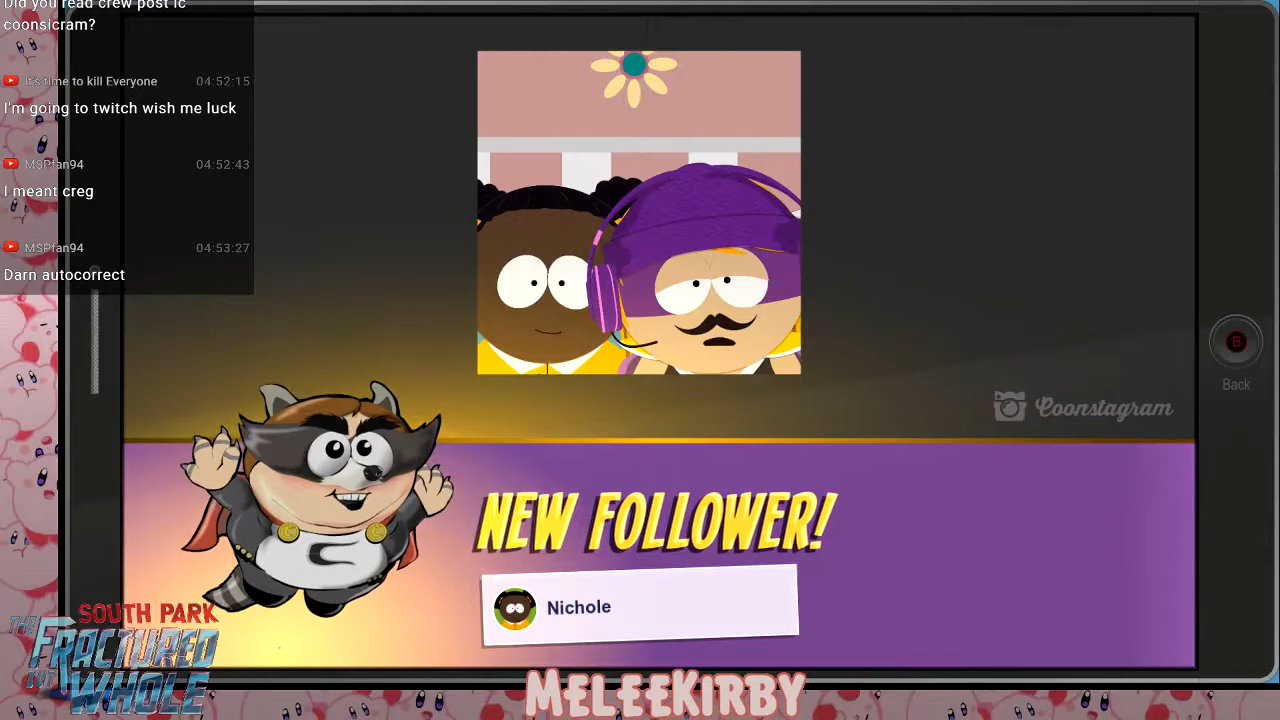 Did you read crew post ic
coonsicram?
It's time to kill Everyone 04:52:15
I'm going to twitch wish me luck
MSPfan94 04:52:43
I meant creg
MSPfan94 04:53:27
Darn autocorrect
B
Back
Coonstagram
NEW FOLLOWER!
Nichole
SOUTH PARK
THE FRACTURED
BUT WHOLE
MELEEKIRBY